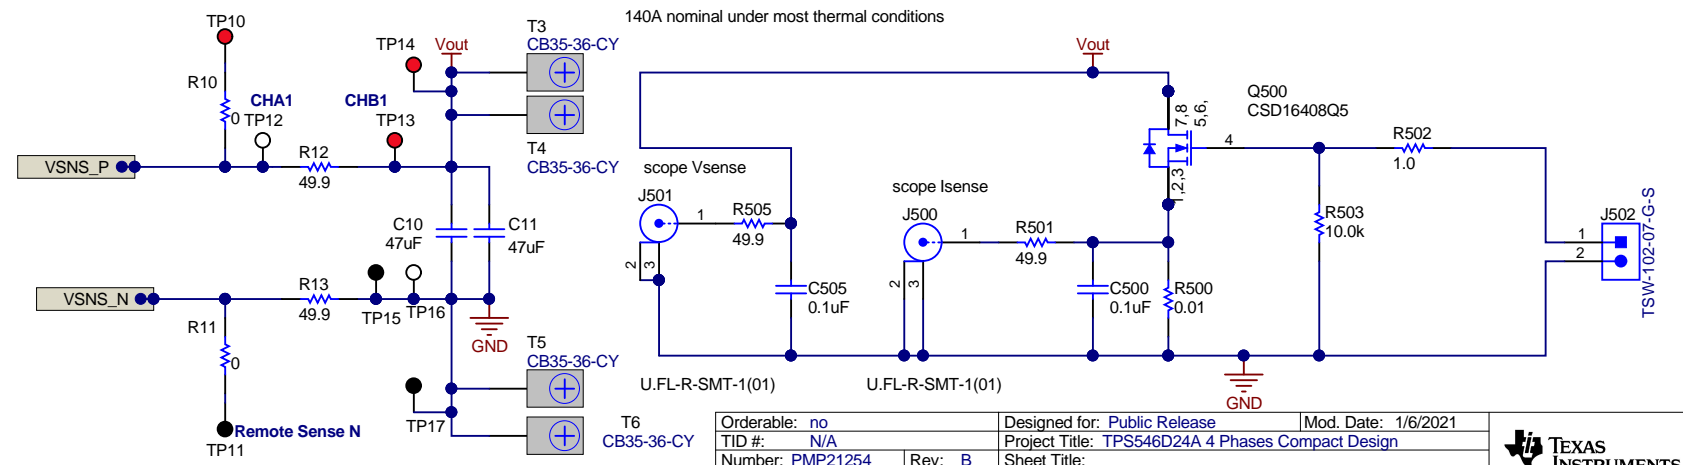 140A nominal under most thermal conditions
TP10
R10
0
CHA1
TP12
CHB1
TP13
TP14
Vout
T3
CB35-36-CY
T4
CB35-36-CY
VSNS_P
R12
49.9
C10
47uF
C11
47uF
VSNS_N
R13
49.9
TP15
TP16
GND
R11
0
TP11
Remote Sense N
TP17
T5
CB35-36-CY
T6
CB35-36-CY
Vout
scope Vsense
J501
1
2
3
R505
49.9
C505
0.1uF
U.FL-R-SMT-1(01)
scope Isense
J500
1
2
3
R501
49.9
C500
0.1uF
R500
0.01
U.FL-R-SMT-1(01)
Q500
CSD16408Q5
7,8
5,6,
4
1,2,3
R502
1.0
R503
10.0k
J502
1
2
TSW-102-07-G-S
GND
Orderable: no
Designed for: Public Release
Mod. Date: 1/6/2021
TID #: N/A
Project Title: TPS546D24A 4 Phases Compact Design
Number: PMP21254
Rev: B
Sheet Title:
TEXAS
INSTRUMENTS